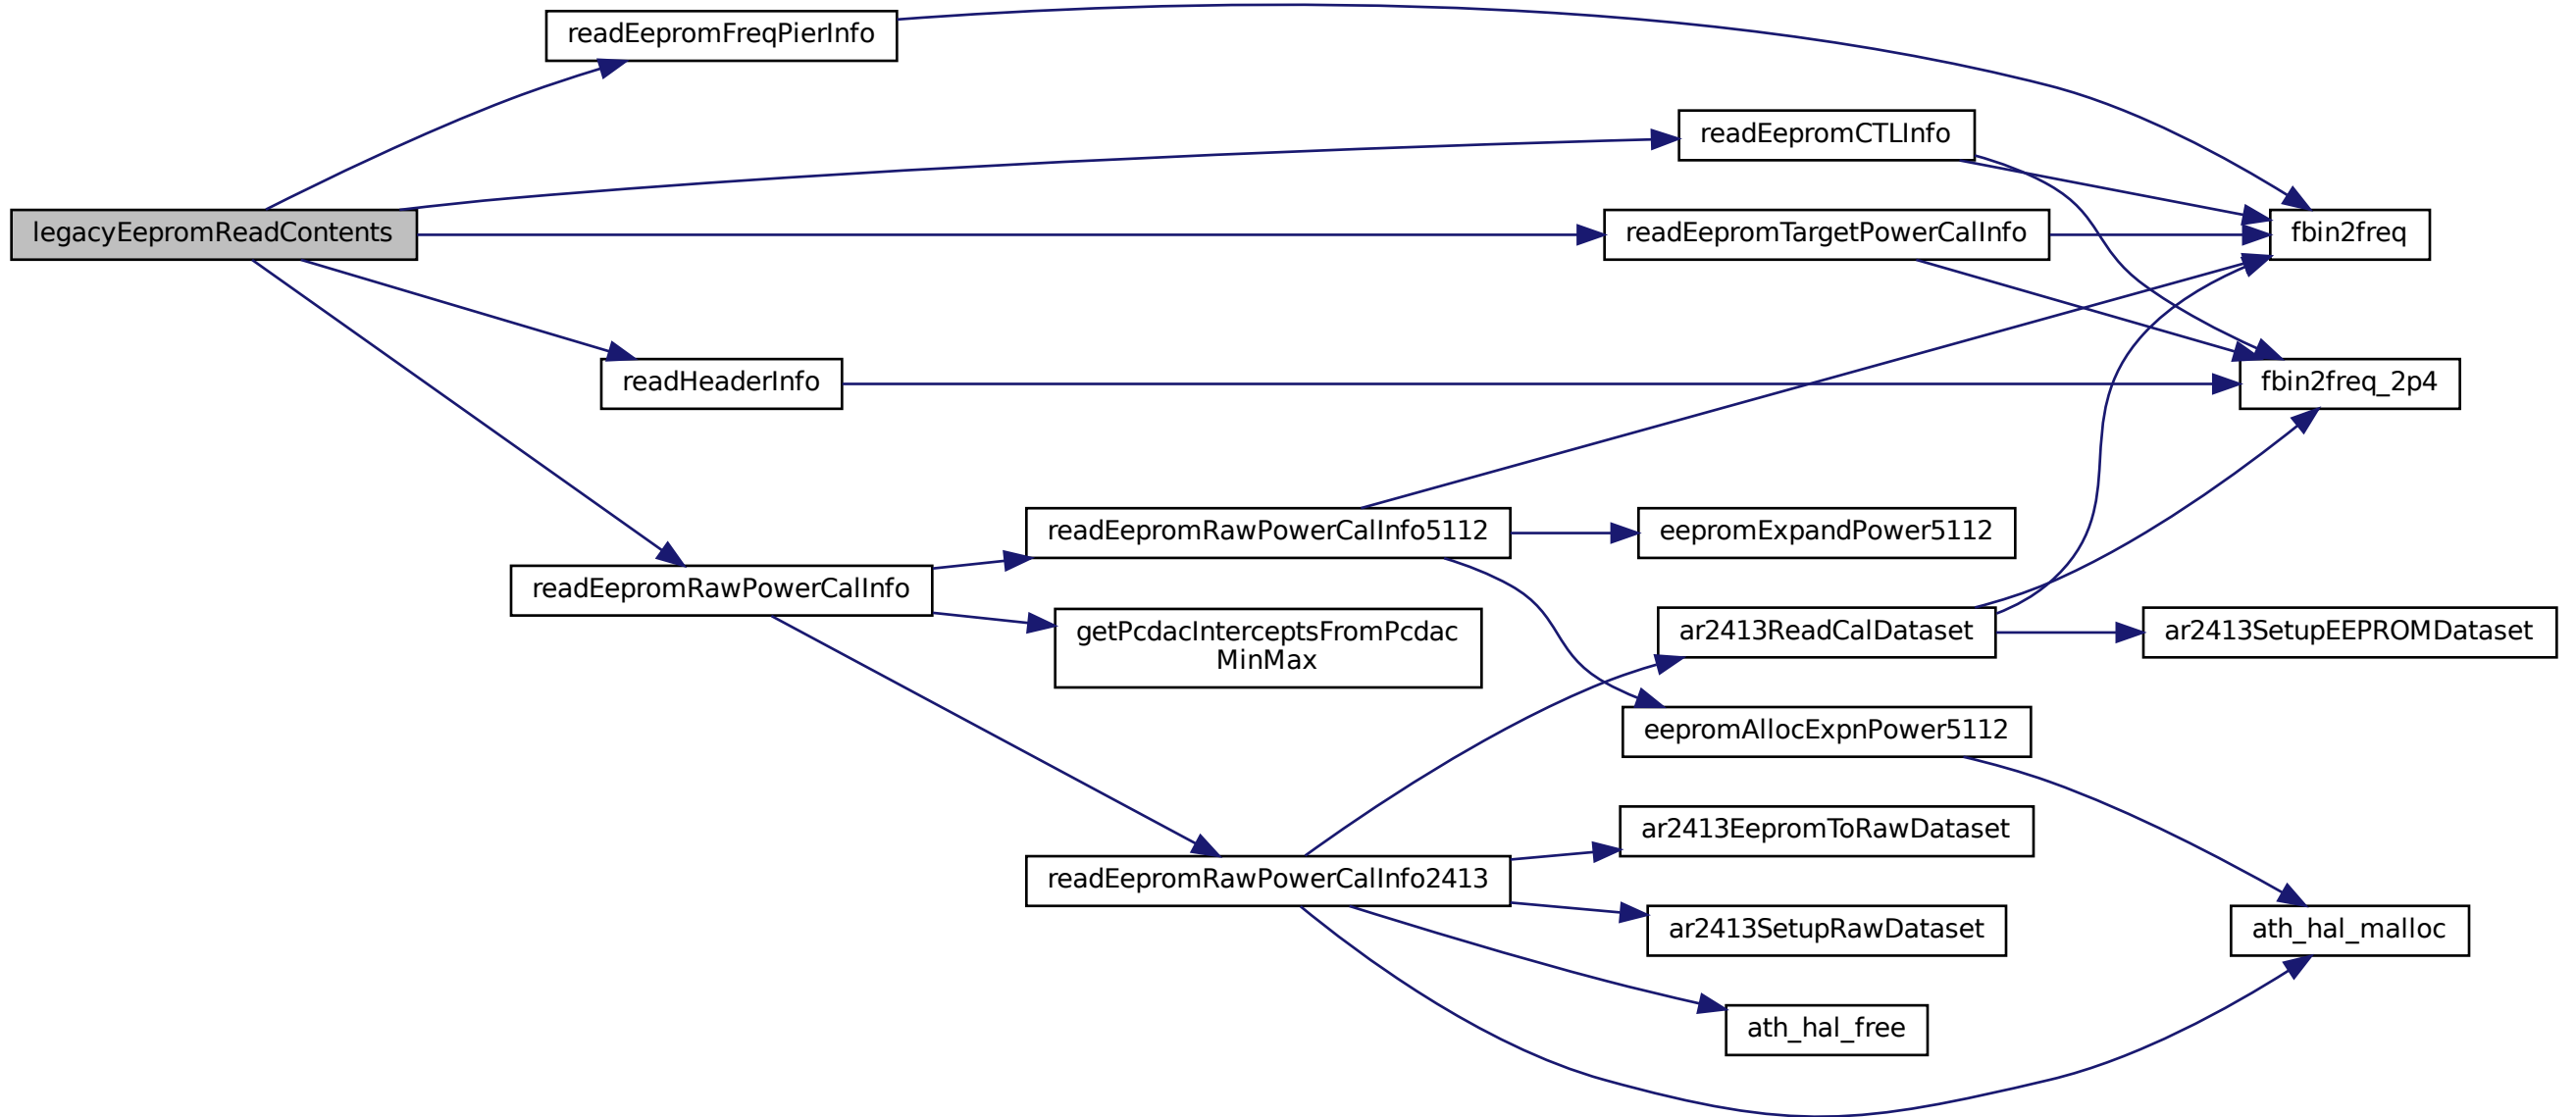 readEepromFreqPierInfo
readEepromCTLInfo
legacyEepromReadContents
readEepromTargetPowerCalInfo
fbin2freq
readHeaderInfo
fbin2freq_2p4
readEepromRawPowerCalInfo5112
eepromExpandPower5112
readEepromRawPowerCalInfo
getPcdacInterceptsFromPcdac
MinMax
ar2413ReadCalDataset
ar2413SetupEEPROMDataset
eepromAllocExpnPower5112
ar2413EepromToRawDataset
readEepromRawPowerCalInfo2413
ar2413SetupRawDataset
ath_hal_malloc
ath_hal_free